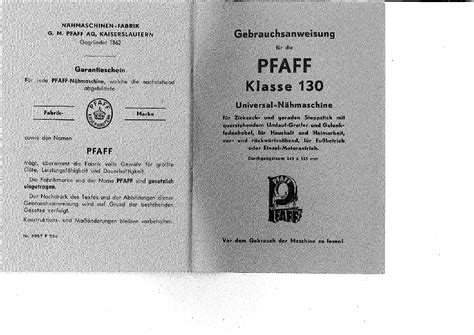 NÄHMASCHINEN-FABRIK
G. M. PFAFF AG, KAISERSLAUTERN
Gegründet 1862
Garantieschein
Für jede PFAFF-Nähmaschine, welche die nachstehend
abgebildete
Fabrik-
PFAFF
Marke
sowie den Namen
PFAFF
trägt, übernimmt die Fabrik volle Gewähr für größte
Güte, Leistungsfähigkeit und Dauerhaftigkeit.
Die Fabrikmarke und der Name PFAFF sind gesetzlich
eingetragen.
Der Nachdruck des Textes und der Abbildungen dieser
Gebrauchsanweisung wird auf Grund der bestehenden
Gesetze verfolgt.
Konstruktions- und Maßänderungen bleiben vorbehalten.
Gebrauchsanweisung
für die
PFAFF
Klasse 130
Universal-Nähmaschine
für Zickzack- und geraden Steppstich mit
umlaufendem Greifer und Gelenk-
fadenhebel, für Haushalt und Heimarbeit,
vor- und rückwärtsnähend, für Fußbetrieb
oder Einzel-Motorantrieb.
PFAFF
PFAFF
Vor dem Gebrauch der Maschine zu lesen!